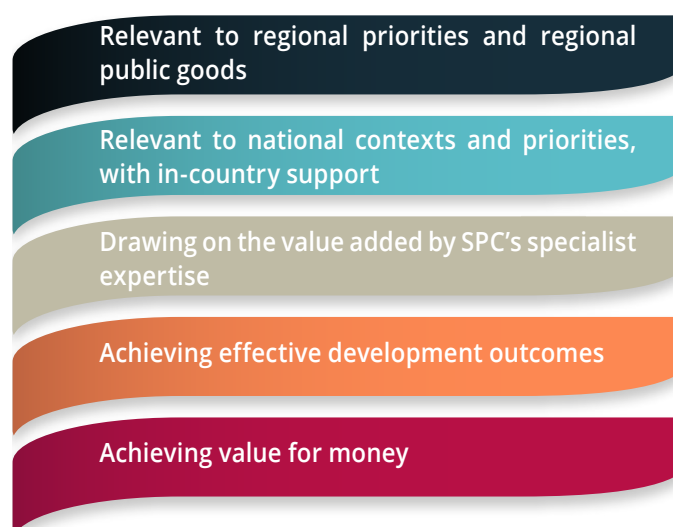 Relevant to regional priorities and regional
public goods
Relevant to national contexts and priorities,
with in-country support
Drawing on the value added by SPC’s specialist
expertise
Achieving effective development outcomes
Achieving value for money